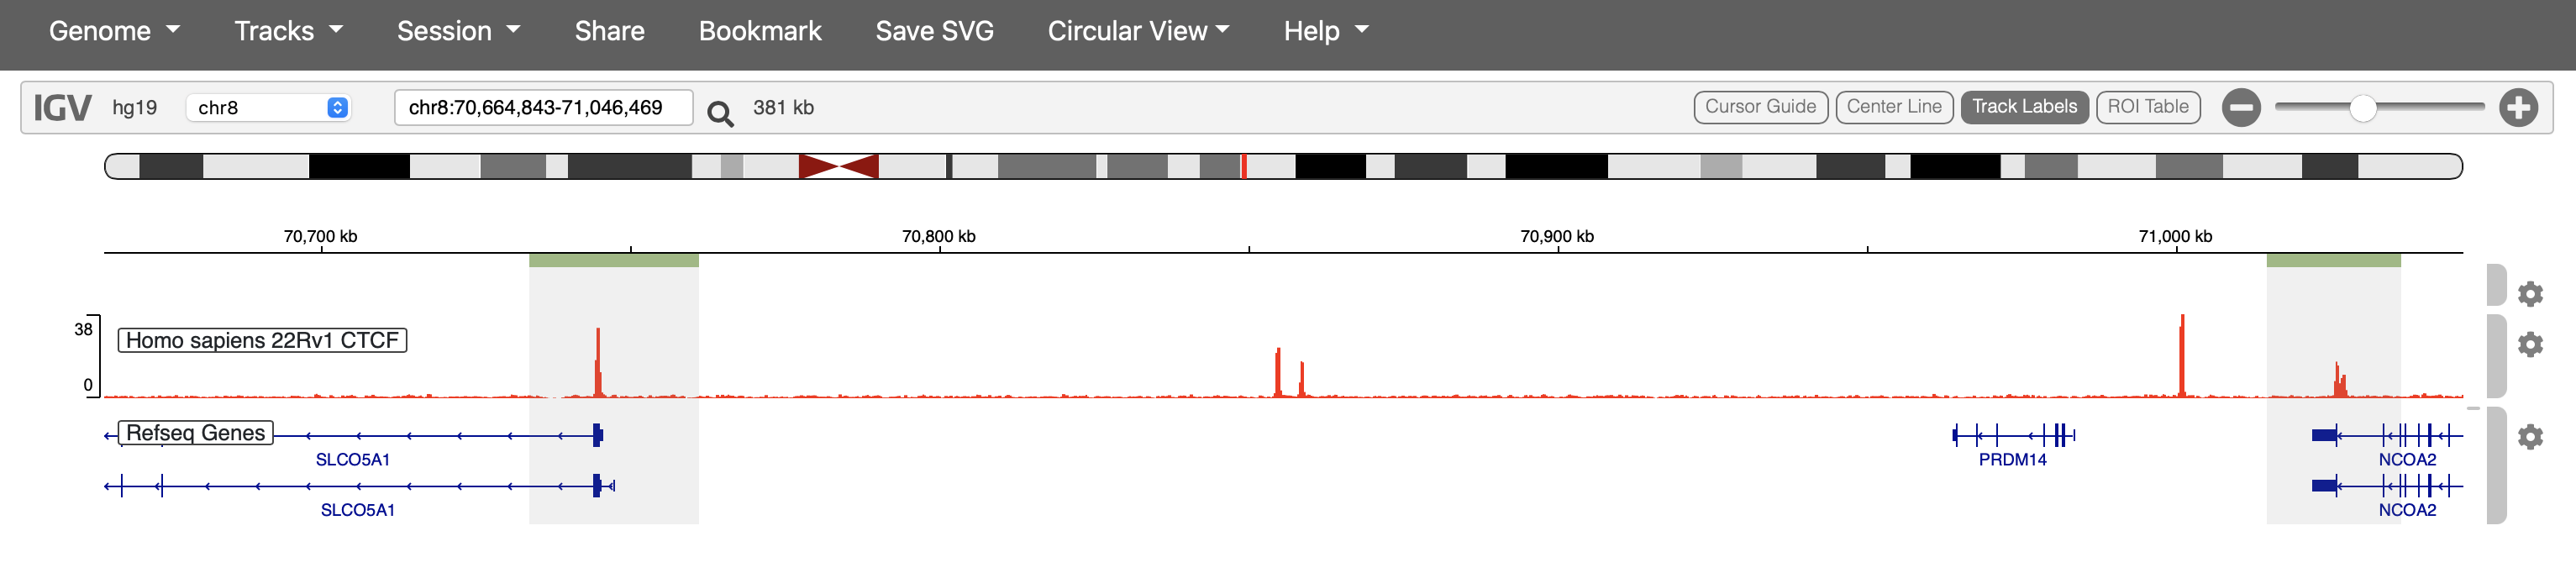 Genome Tracks Session Share Bookmark Save SVG Circular View Help
IGV hg19 chr8 chr8:70,664,843-71,046,469 381 kb Cursor Guide Center Line Track Labels ROI Table
70,700 kb 70,800 kb 70,900 kb 71,000 kb
38
Homo sapiens 22Rv1 CTCF
0
Refseq Genes
SLCO5A1 PRDM14 NCOA2
SLCO5A1 NCOA2